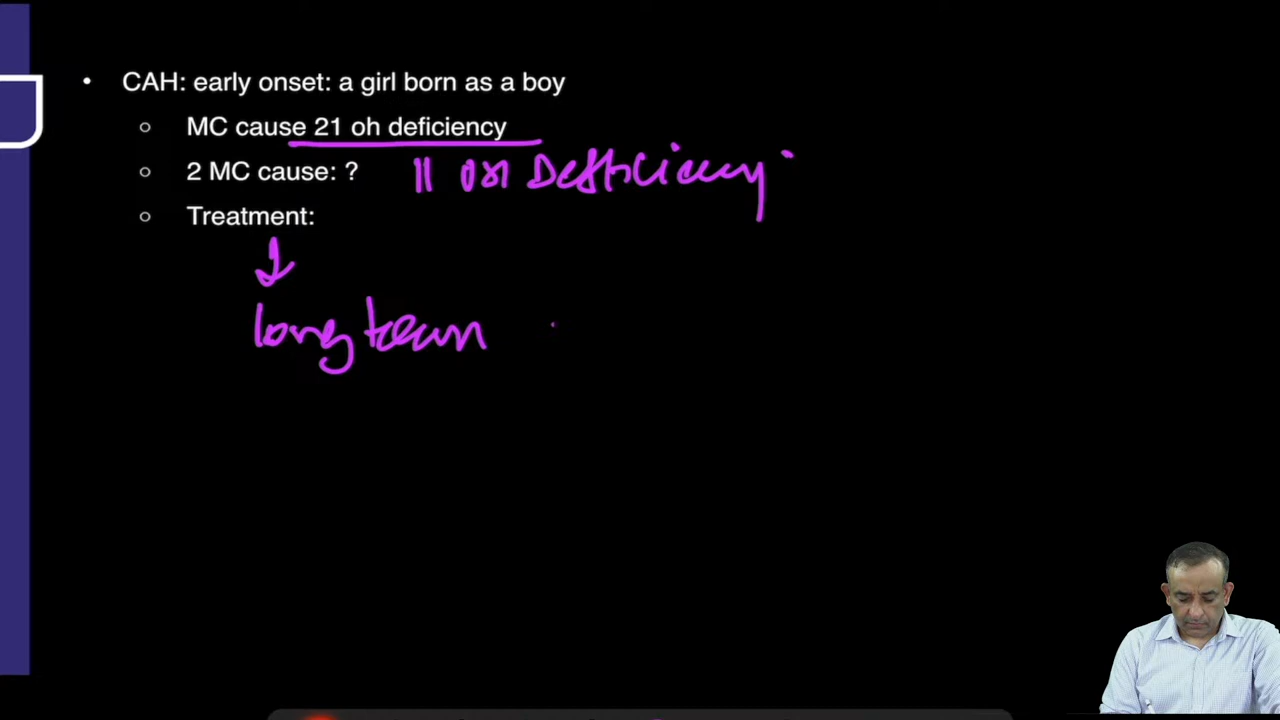 • CAH: early onset: a girl born as a boy
○ MC cause 21 oh deficiency
○ 2 MC cause: ? 11 OH Defficiency
○ Treatment:
long term